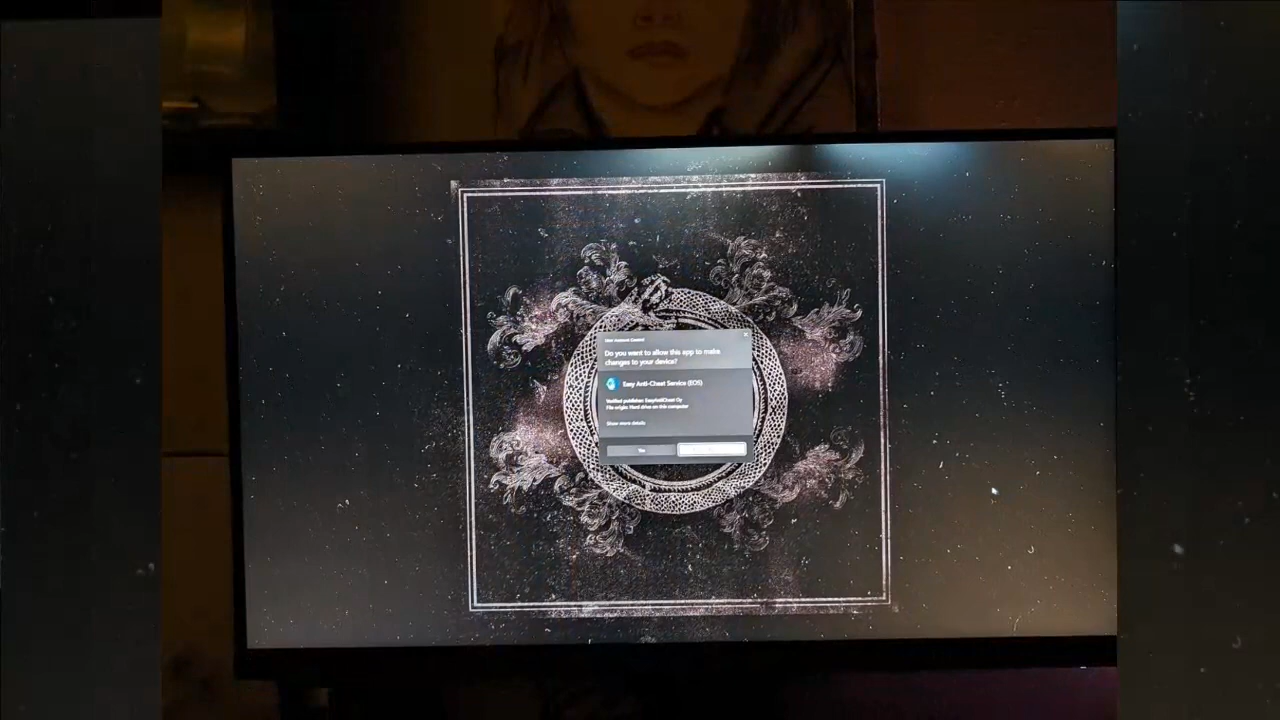 User Account Control
Do you want to allow this app to make
changes to your device?
Easy Anti-Cheat Service (EOS)
Verified publisher: EasyAntiCheat Oy
File origin: Hard drive on this computer
Show more details
Yes